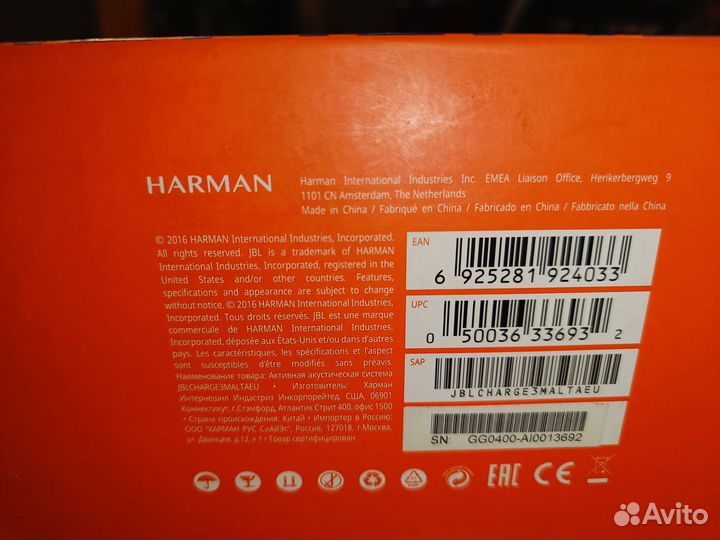 HARMAN
Harman International Industries Inc. EMEA Liaison Office, Herikerbergweg 9
1101 CN Amsterdam, The Netherlands
Made in China / Fabriqué en China / Fabricado en China / Fabbricato nella China
© 2016 HARMAN International Industries, Incorporated.
All rights reserved. JBL is a trademark of HARMAN
International Industries, Incorporated, registered in the
United States and/or other countries. Features,
specifications and appearance are subject to change
without notice. © 2016 HARMAN International Industries,
Incorporated. Tous droits réservés. JBL est une marque
commerciale de HARMAN International Industries,
Incorporated, déposée aux États-Unis et/ou dans d'autres
pays. Les caractéristiques, les spécifications et l'aspect
sont susceptibles d'être modifiés sans préavis.
Наименование товара: Активная акустическая система
JBLCHARGE3MALTAEU • Изготовитель: Харман
Интернешнл Индастриз Инкорпорейтед, США, 06901
Коннектикут, г.Стэмфорд, Атлантик Стрит 400, офис 1500
• Страна происхождения: Китай • Импортер в Россию:
ООО "ХАРМАН РУС СиАйЭс", Россия, 127018, г.Москва,
ул. Двинцев, д.12, к 1 • Товар сертифицирован
EAN
6 925281 924033
UPC
0 50036 33693 2
SAP
JBLCHARGE3MALTAEU
SN: GG0400-AI0013692
EAC CE
Avito